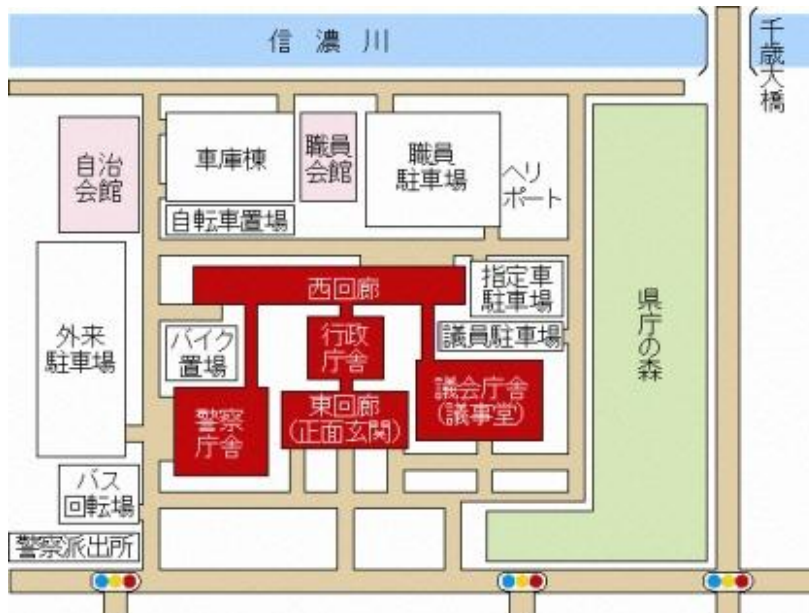 信濃川
千歳大橋
自治
会館
車庫棟
職員
会館
職員
駐車場
ヘリ
ポート
自転車置場
西回廊
指定車
駐車場
議員駐車場
県庁の森
外来
駐車場
バイク
置場
行政
庁舎
警察
庁舎
東回廊
(正面玄関)
議会庁舎
(議事堂)
バス
回転場
警察派出所